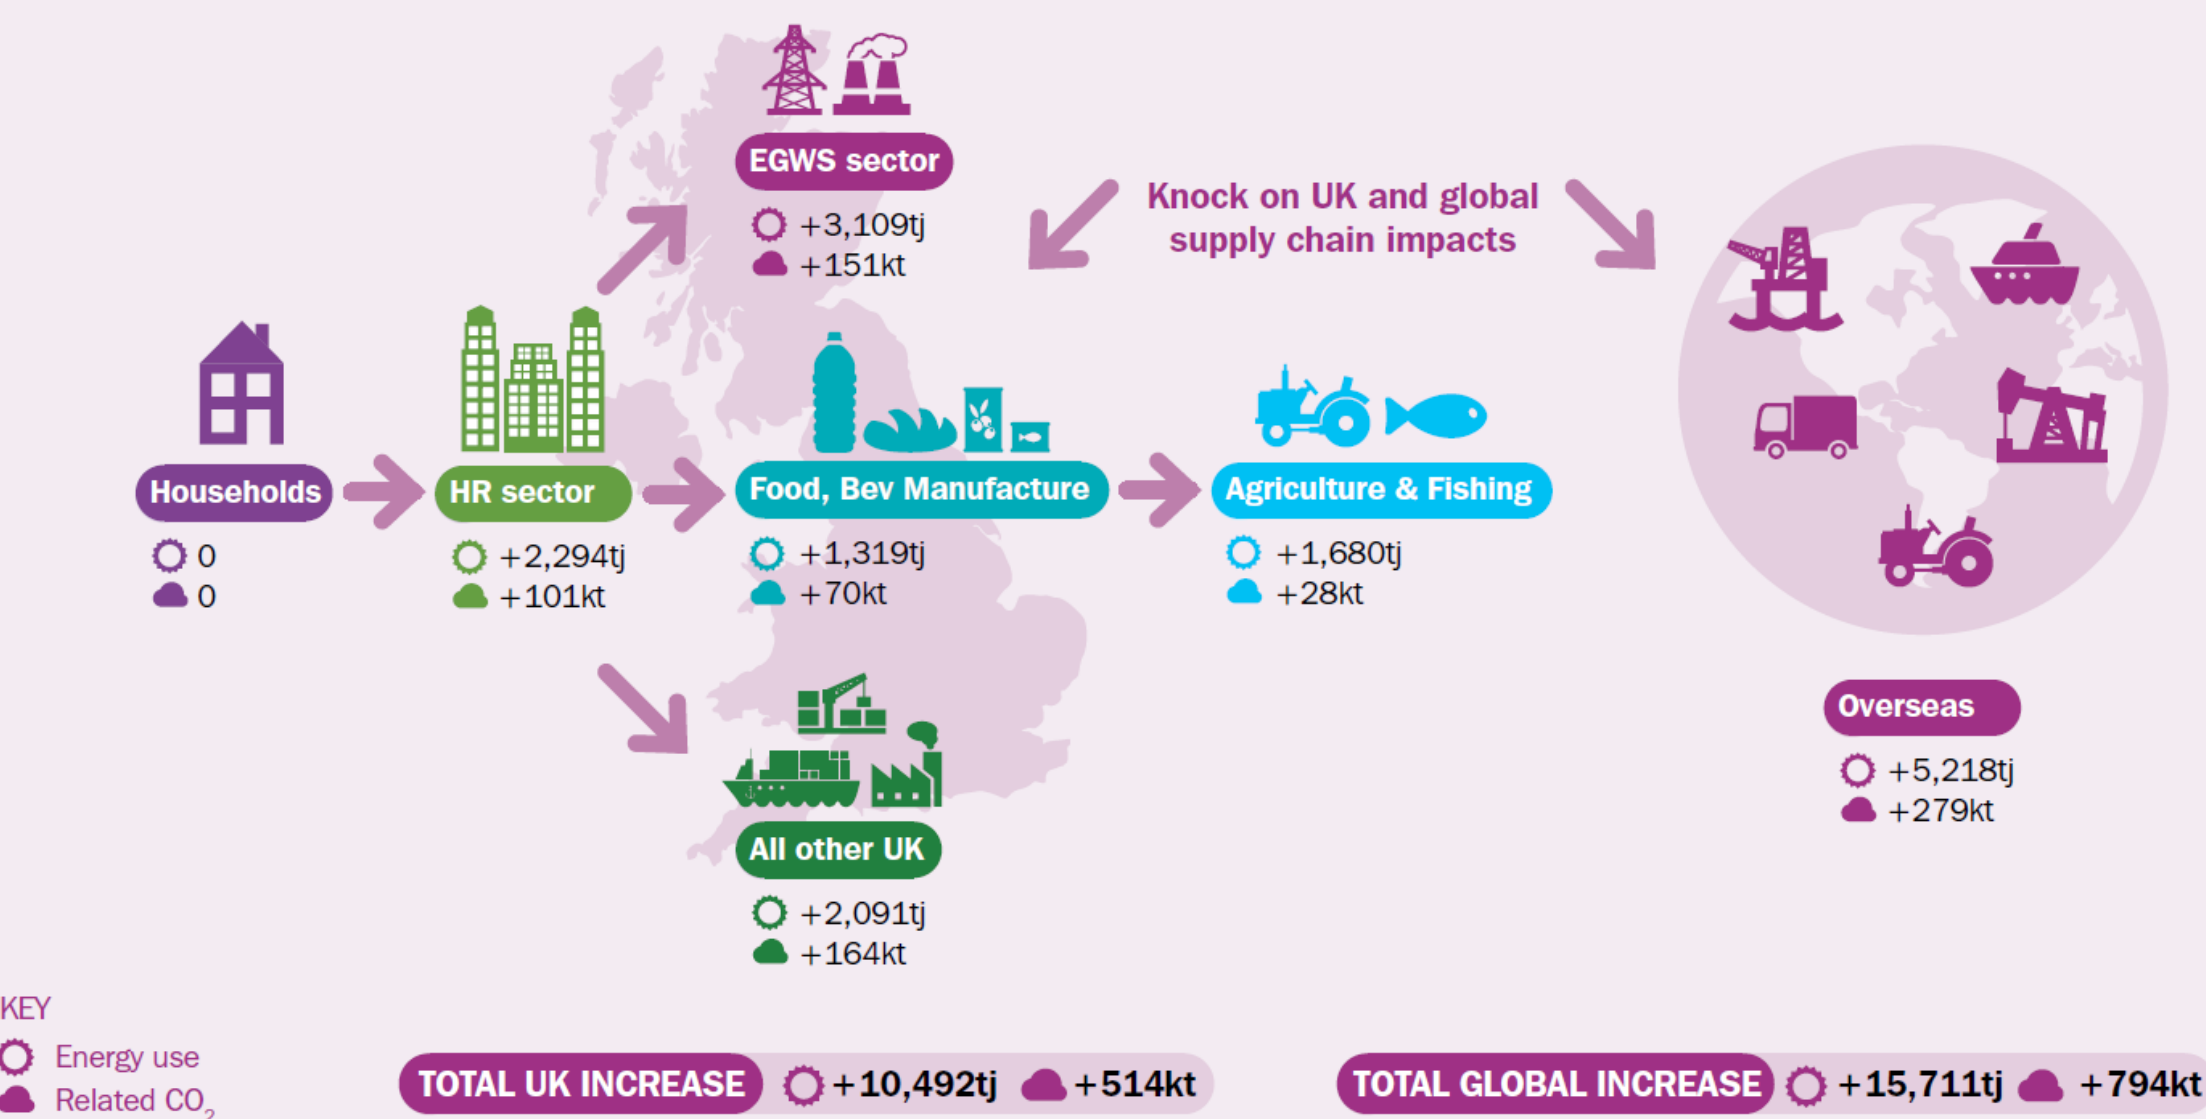 EGWS sector
+3,109tj
+151kt
Knock on UK and global
supply chain impacts
Households
0
0
HR sector
+2,294tj
+101kt
Food, Bev Manufacture
+1,319tj
+70kt
Agriculture & Fishing
+1,680tj
+28kt
Overseas
+5,218tj
+279kt
All other UK
+2,091tj
+164kt
KEY
Energy use
Related CO₂
TOTAL UK INCREASE +10,492tj +514kt
TOTAL GLOBAL INCREASE +15,711tj +794kt